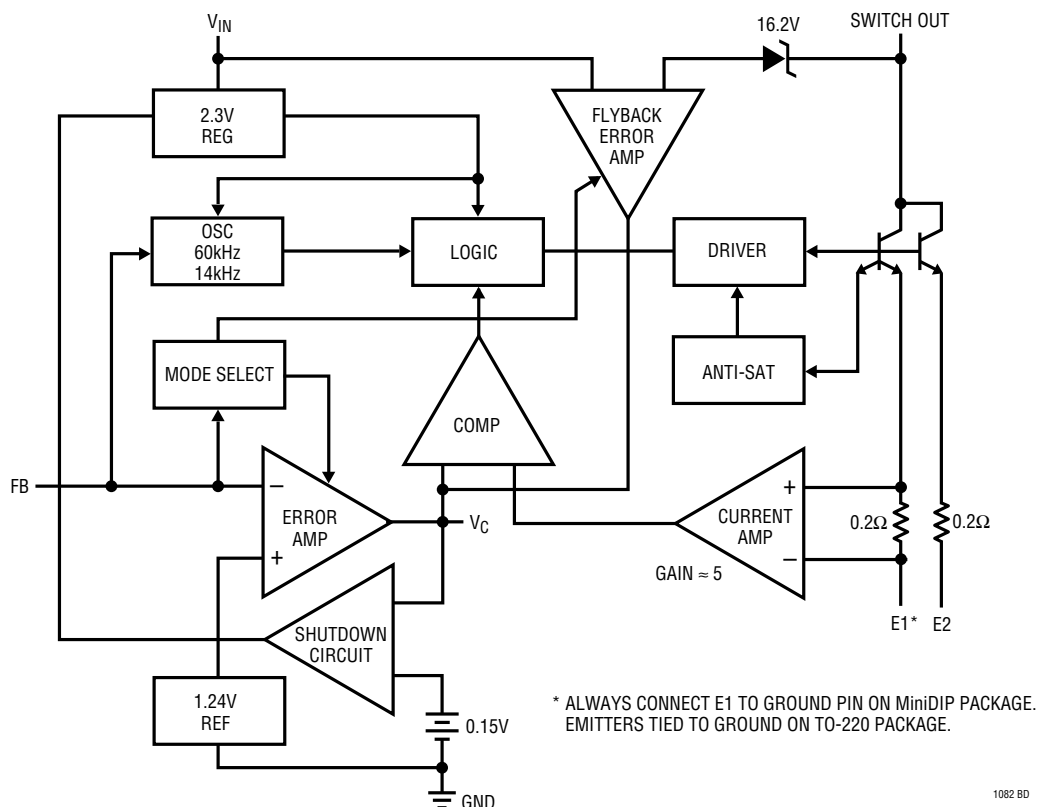 V_IN
16.2V
SWITCH OUT
2.3V
REG
FLYBACK
ERROR
AMP
OSC
60kHz
14kHz
LOGIC
DRIVER
MODE SELECT
ANTI-SAT
COMP
FB
–
ERROR
AMP
+
V_C
+
CURRENT
AMP
–
GAIN ≈ 5
0.2Ω
0.2Ω
E1*
E2
SHUTDOWN
CIRCUIT
1.24V
REF
0.15V
GND
* ALWAYS CONNECT E1 TO GROUND PIN ON MiniDIP PACKAGE.
EMITTERS TIED TO GROUND ON TO-220 PACKAGE.
1082 BD